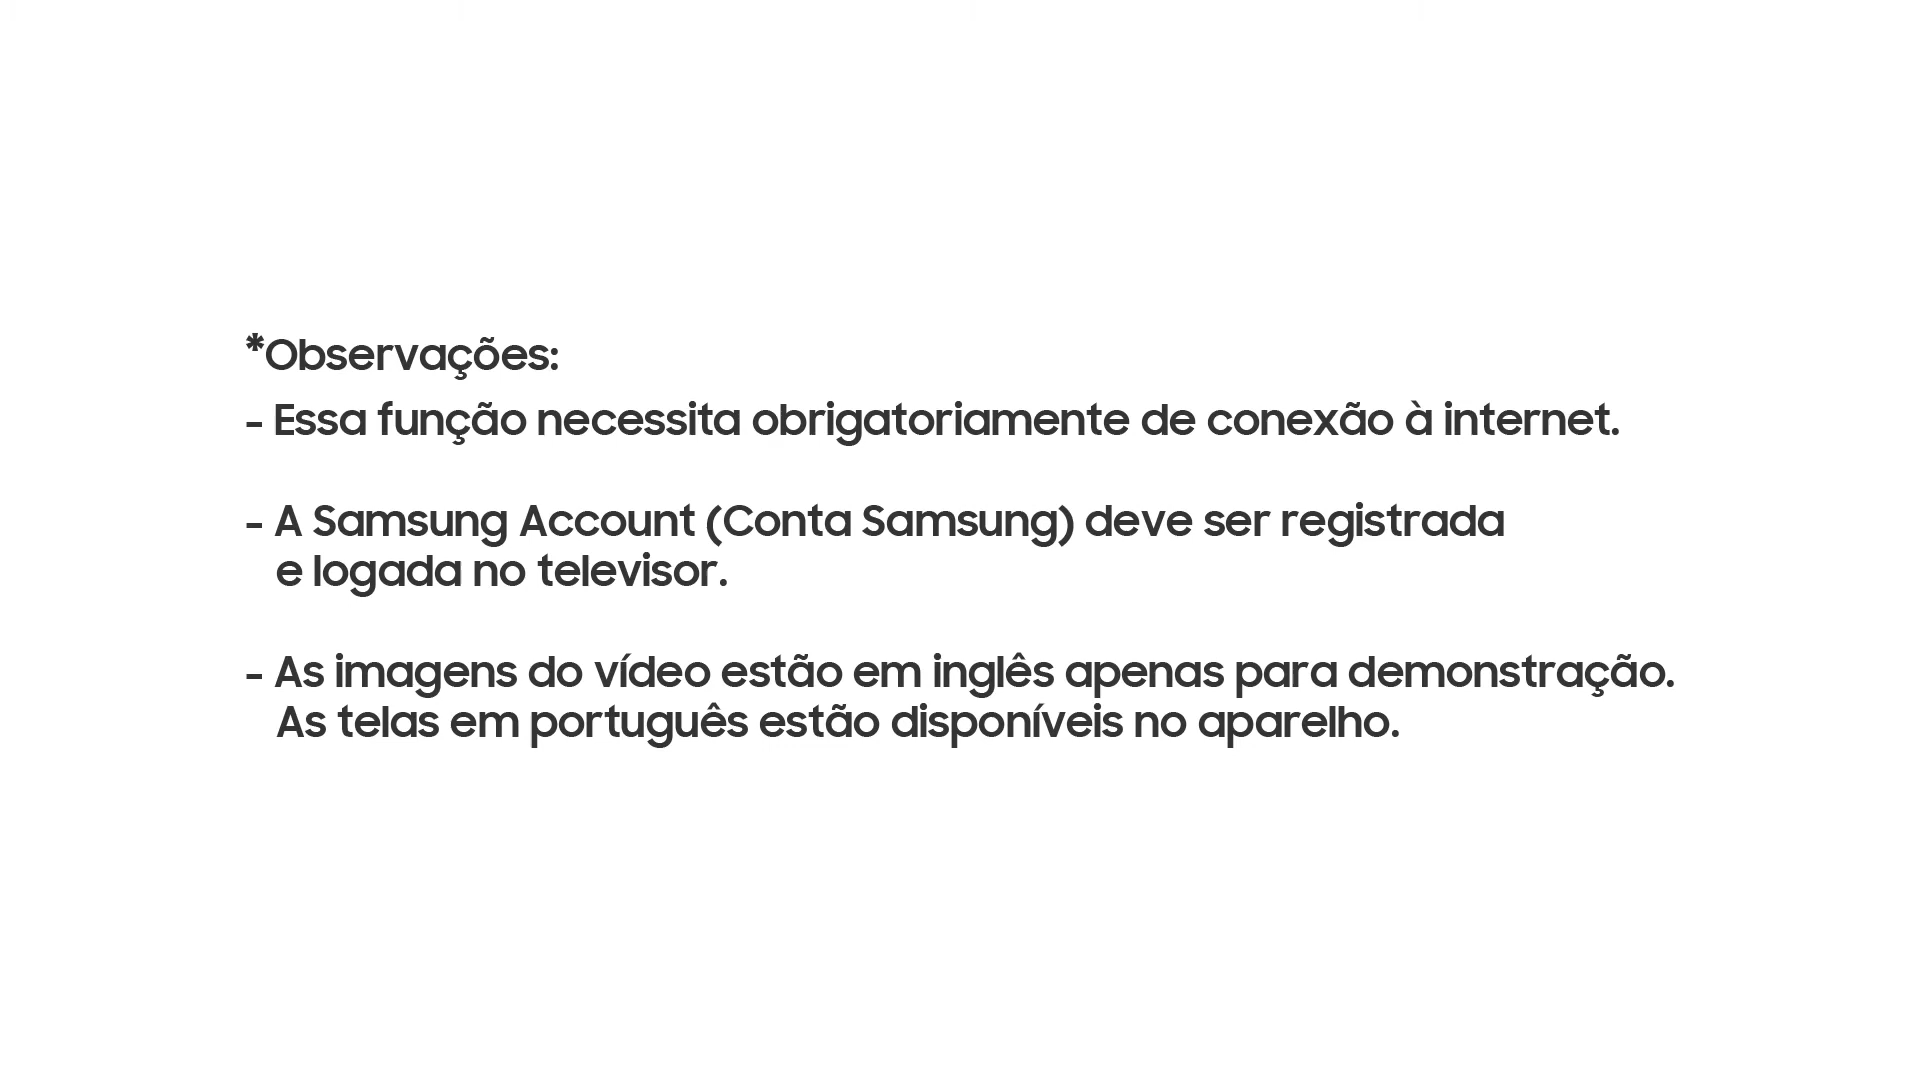 *Observações:
- Essa função necessita obrigatoriamente de conexão à internet.
- A Samsung Account (Conta Samsung) deve ser registrada
e logada no televisor.
- As imagens do vídeo estão em inglês apenas para demonstração.
As telas em português estão disponíveis no aparelho.